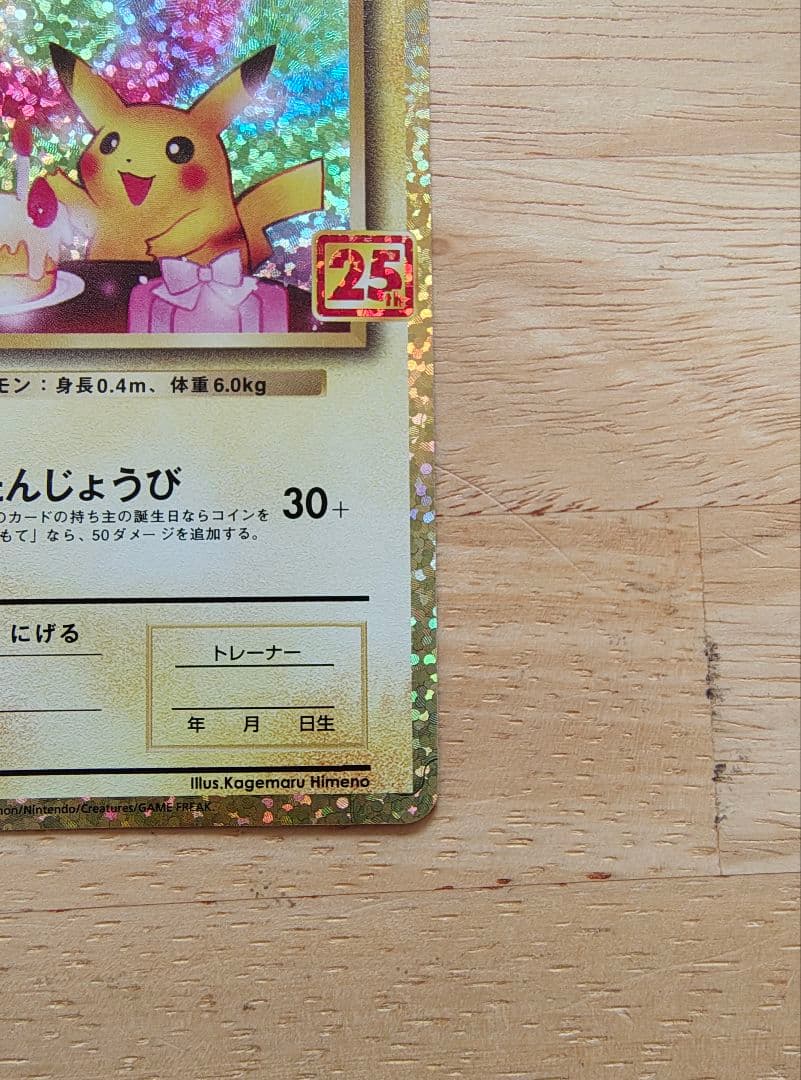 25th
モン：身長0.4m、体重6.0kg
たんじょうび
30+
のカードの持ち主の誕生日ならコインを
もて」なら、50ダメージを追加する。
にげる
トレーナー
年 月 日生
Illus.Kagemaru Himeno
mon/Nintendo/Creatures/GAME FREAK.